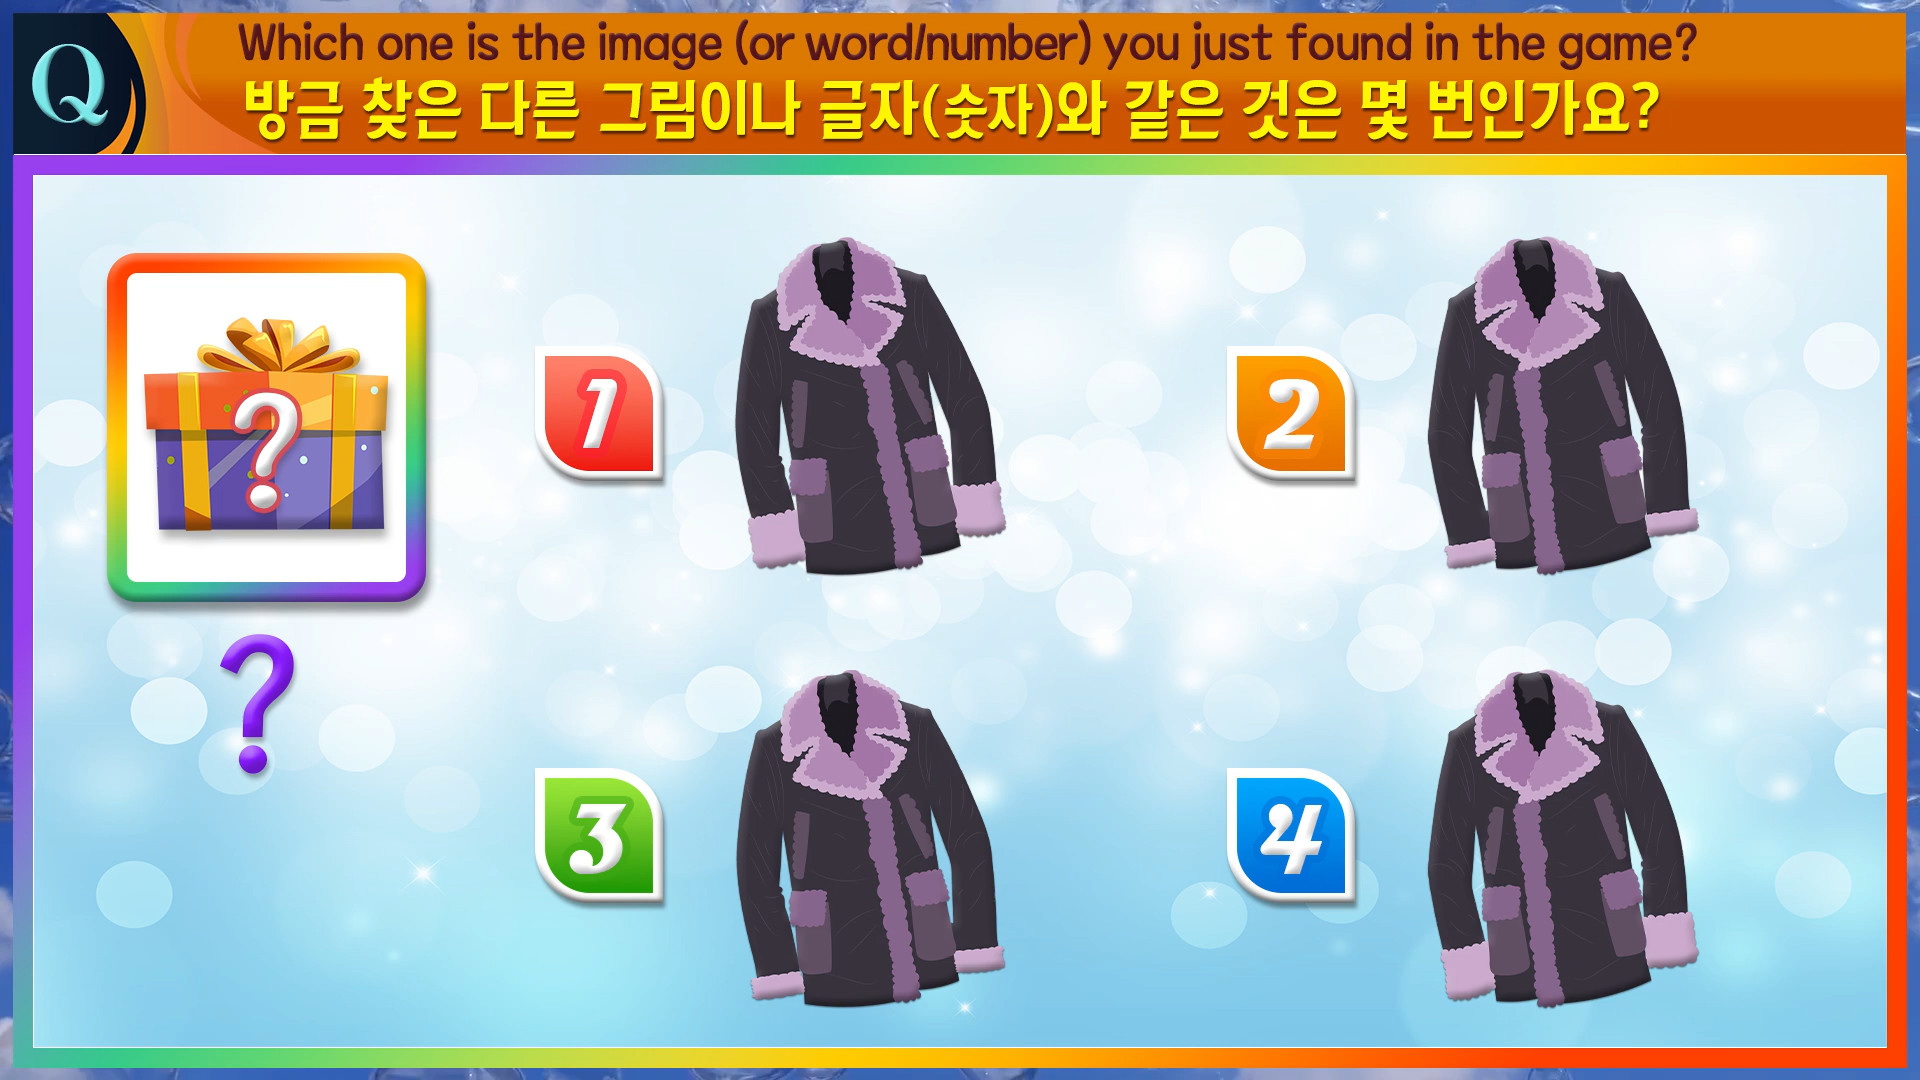 Q
Which one is the image (or word/number) you just found in the game?
방금 찾은 다른 그림이나 글자(숫자)와 같은 것은 몇 번인가요?
?
1
2
?
3
4